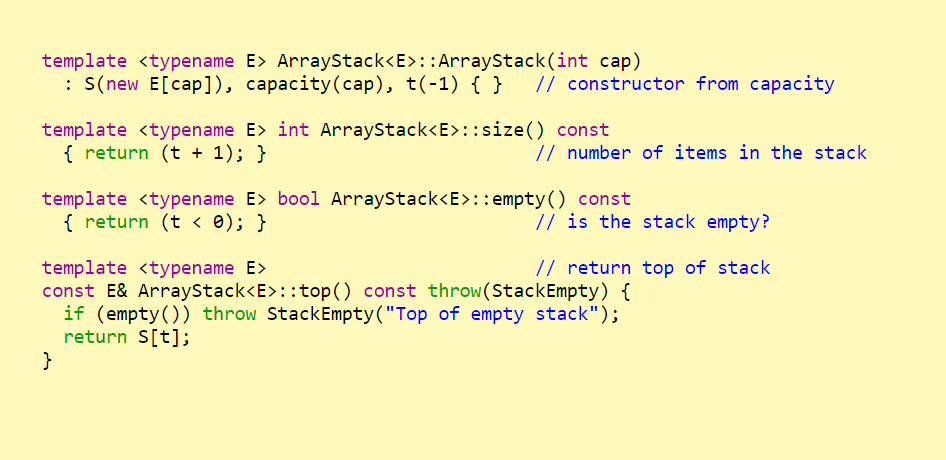 template <typename E> ArrayStack<E>::ArrayStack(int cap)
  : S(new E[cap]), capacity(cap), t(-1) { }   // constructor from capacity
template <typename E> int ArrayStack<E>::size() const
  { return (t + 1); }                         // number of items in the stack
template <typename E> bool ArrayStack<E>::empty() const
  { return (t < 0); }                         // is the stack empty?
template <typename E>                         // return top of stack
const E& ArrayStack<E>::top() const throw(StackEmpty) {
  if (empty()) throw StackEmpty("Top of empty stack");
  return S[t];
}